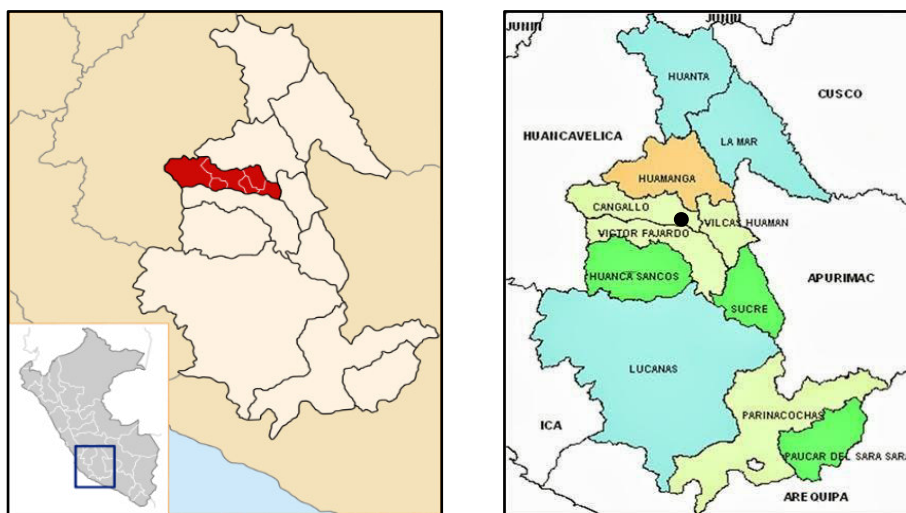 JUNIN
JUNIN
HUANTA
CUSCO
HUANCAVELICA
LA MAR
HUAMANGA
CANGALLO
VILCAS HUAMAN
VICTOR FAJARDO
HUANCA SANCOS
APURIMAC
SUCRE
LUCANAS
ICA
PARINACOCHAS
PAUCAR DEL SARA SARA
AREQUIPA